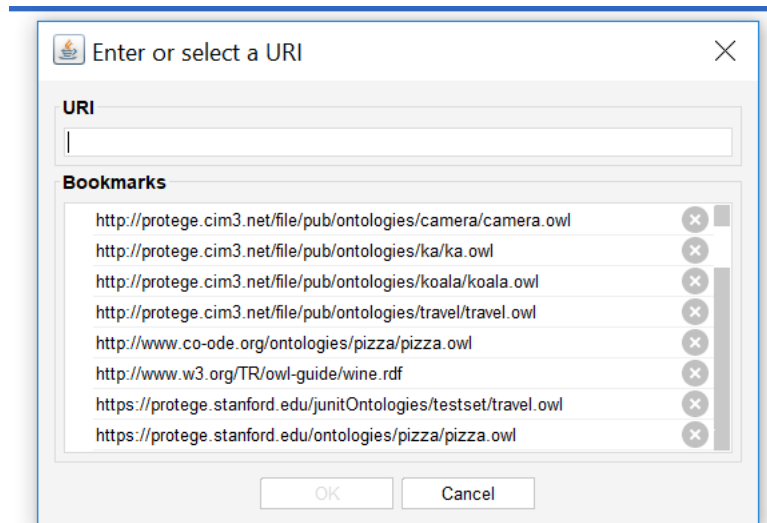 Enter or select a URI
URI
Bookmarks
http://protege.cim3.net/file/pub/ontologies/camera/camera.owl
http://protege.cim3.net/file/pub/ontologies/ka/ka.owl
http://protege.cim3.net/file/pub/ontologies/koala/koala.owl
http://protege.cim3.net/file/pub/ontologies/travel/travel.owl
http://www.co-ode.org/ontologies/pizza/pizza.owl
http://www.w3.org/TR/owl-guide/wine.rdf
https://protege.stanford.edu/junitOntologies/testset/travel.owl
https://protege.stanford.edu/ontologies/pizza/pizza.owl
OK Cancel